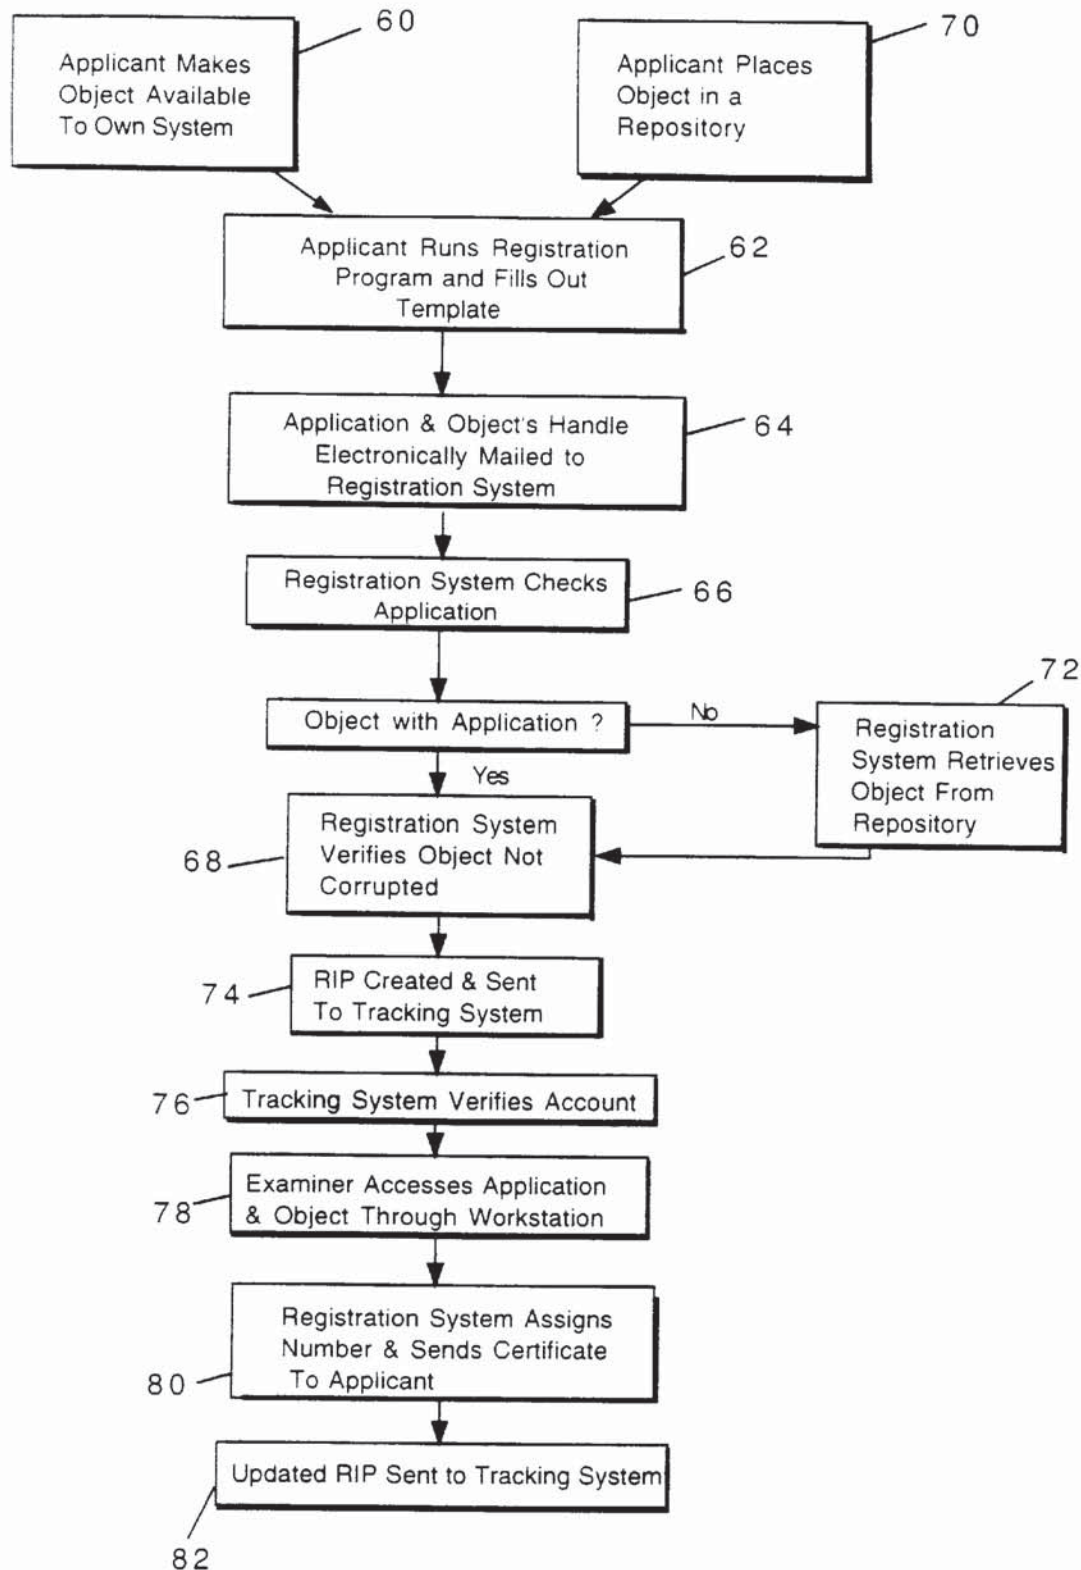 60
Applicant Makes
Object Available
To Own System
70
Applicant Places
Object in a
Repository
62
Applicant Runs Registration
Program and Fills Out
Template
64
Application & Object's Handle
Electronically Mailed to
Registration System
66
Registration System Checks
Application
Object with Application ?
No
Yes
72
Registration
System Retrieves
Object From
Repository
68
Registration System
Verifies Object Not
Corrupted
74
RIP Created & Sent
To Tracking System
76
Tracking System Verifies Account
78
Examiner Accesses Application
& Object Through Workstation
80
Registration System Assigns
Number & Sends Certificate
To Applicant
Updated RIP Sent to Tracking System
82